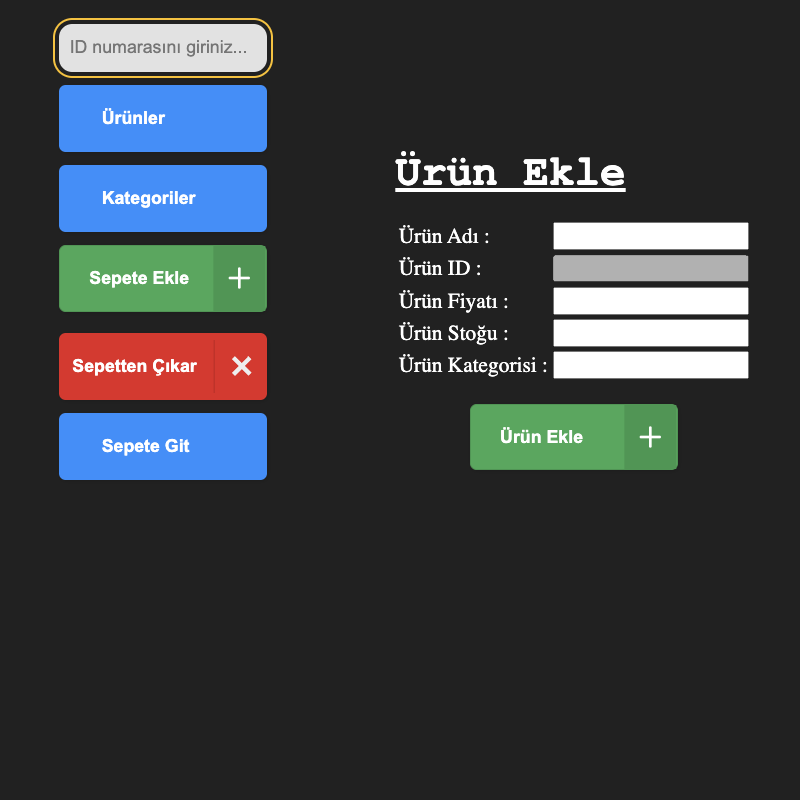 ID numarasını giriniz...
Ürünler
Kategoriler
Sepete Ekle
Sepetten Çıkar
Sepete Git
Ürün Ekle
Ürün Adı :
Ürün ID :
Ürün Fiyatı :
Ürün Stoğu :
Ürün Kategorisi :
Ürün Ekle